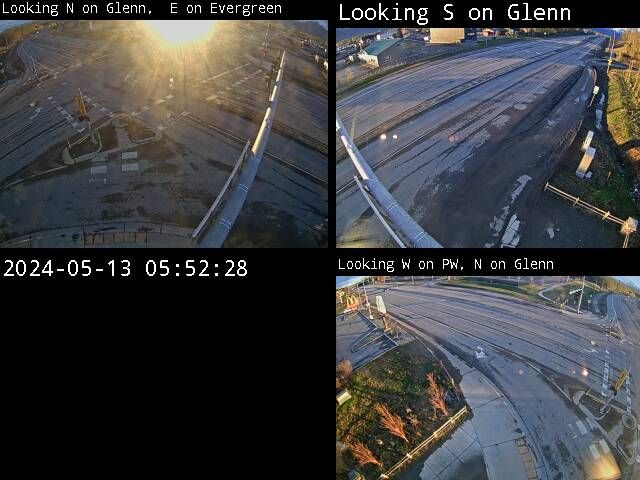 Looking N on Glenn,  E on Evergreen
Looking S on Glenn
2024-05-13 05:52:28
Looking W on PW, N on Glenn